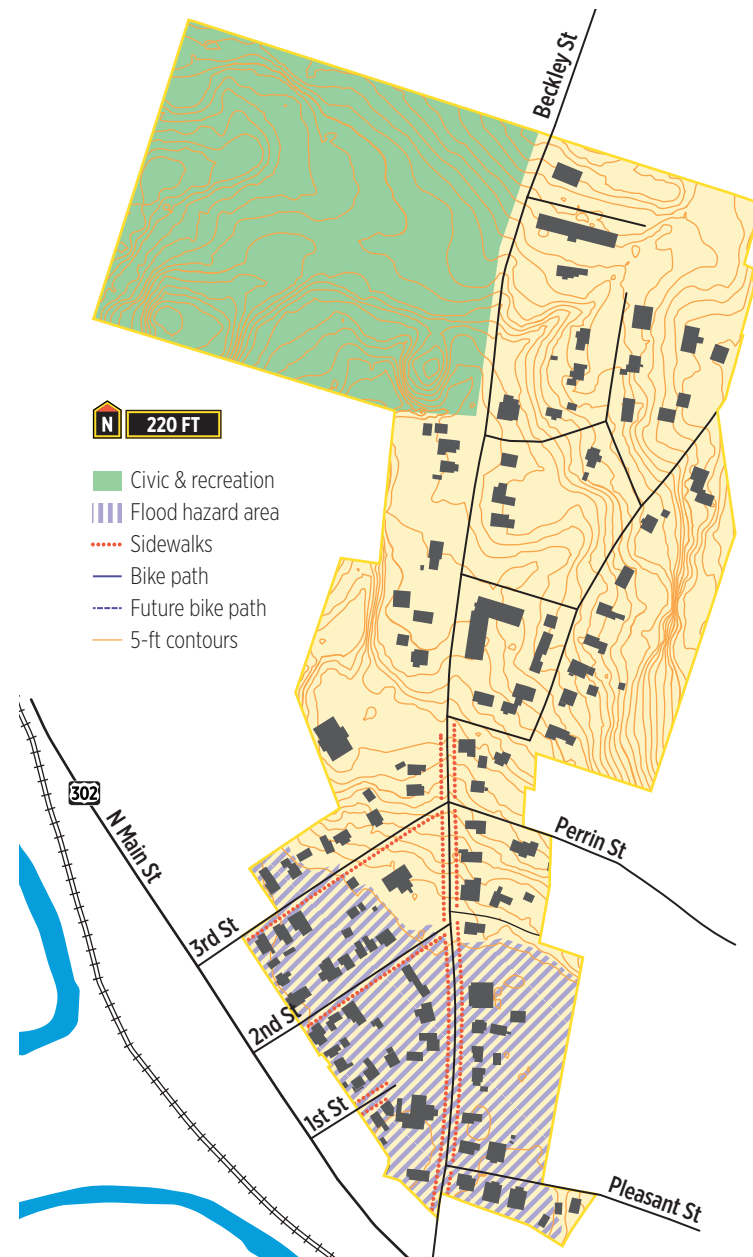 Beckley St
N
220 FT
Civic & recreation
Flood hazard area
Sidewalks
Bike path
Future bike path
5-ft contours
302
N Main St
Perrin St
3rd St
2nd St
1st St
Pleasant St